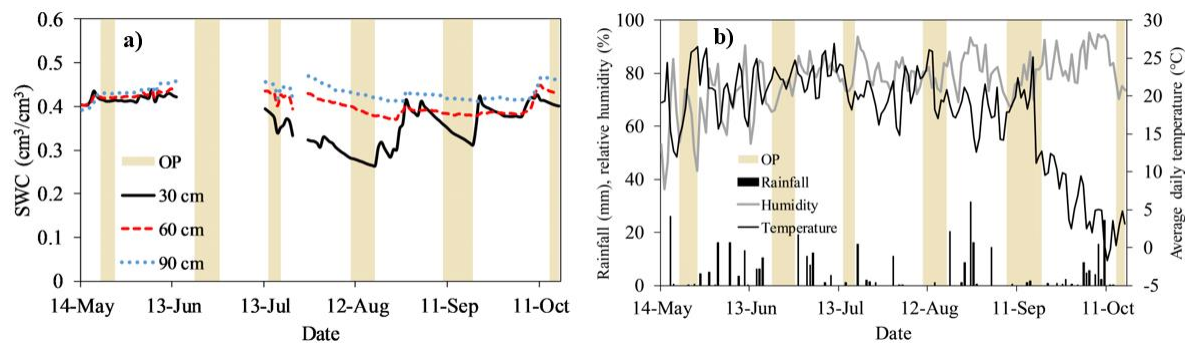 a)
SWC (cm³/cm³)
0.6
0.5
0.4
0.3
0.2
0.1
0
OP
30 cm
60 cm
90 cm
14-May 13-Jun 13-Jul 12-Aug 11-Sep 11-Oct
Date
b)
Rainfall (mm), relative humidity (%)
100
80
60
40
20
0
OP
Rainfall
Humidity
Temperature
30
25
20
15
10
5
0
-5
Average daily temperature (°C)
14-May 13-Jun 13-Jul 12-Aug 11-Sep 11-Oct
Date